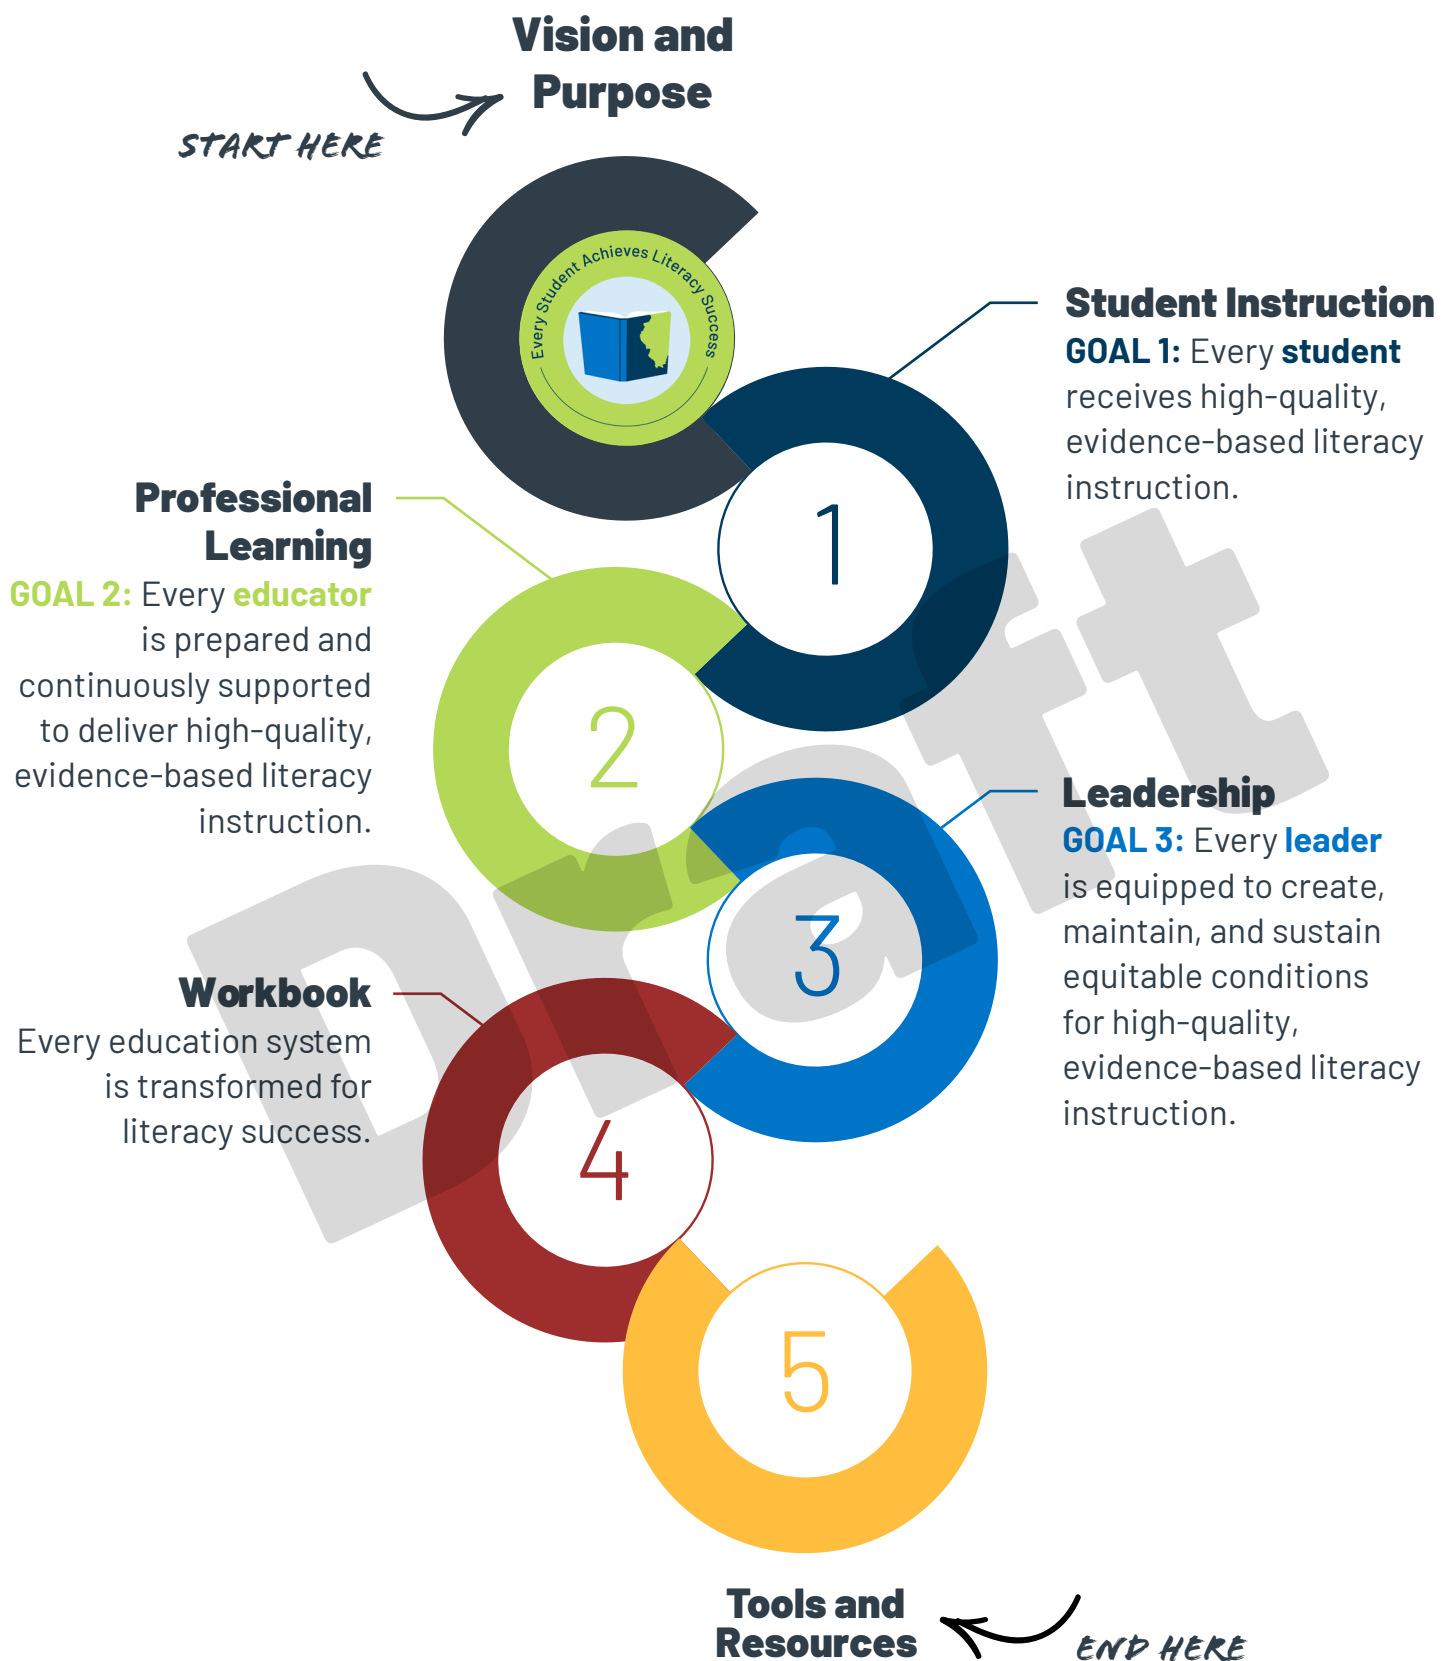 Vision and
Purpose
START HERE
Every Student Achieves Literacy Success
Student Instruction
GOAL 1: Every student
receives high-quality,
evidence-based literacy
instruction.
1
Professional
Learning
GOAL 2: Every educator
is prepared and
continuously supported
to deliver high-quality,
evidence-based literacy
instruction.
2
Leadership
GOAL 3: Every leader
is equipped to create,
maintain, and sustain
equitable conditions
for high-quality,
evidence-based literacy
instruction.
3
Workbook
Every education system
is transformed for
literacy success.
4
5
Tools and
Resources
END HERE
Draft